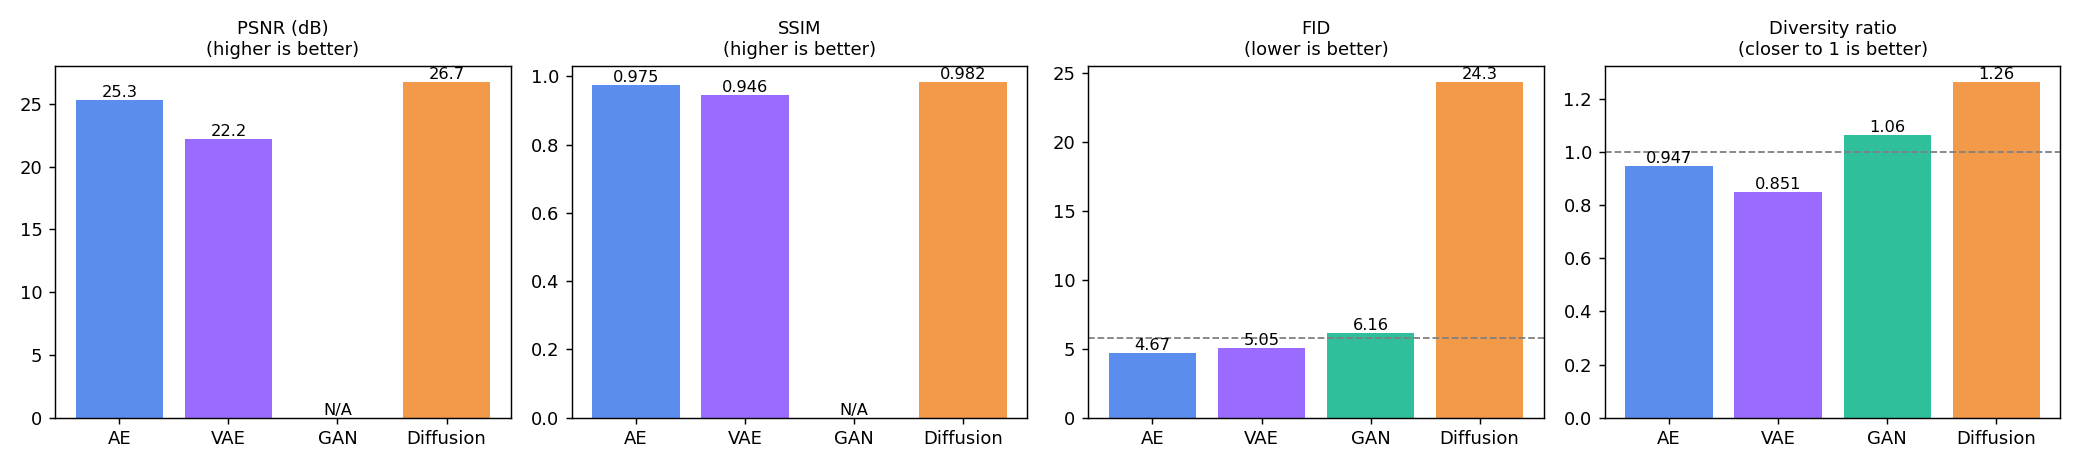 PSNR (dB)
(higher is better)
25
20
15
10
5
0
25.3
22.2
N/A
26.7
AE
VAE
GAN
Diffusion
SSIM
(higher is better)
1.0
0.8
0.6
0.4
0.2
0.0
0.975
0.946
N/A
0.982
AE
VAE
GAN
Diffusion
FID
(lower is better)
25
20
15
10
5
0
4.67
5.05
6.16
24.3
AE
VAE
GAN
Diffusion
Diversity ratio
(closer to 1 is better)
1.2
1.0
0.8
0.6
0.4
0.2
0.0
0.947
0.851
1.06
1.26
AE
VAE
GAN
Diffusion